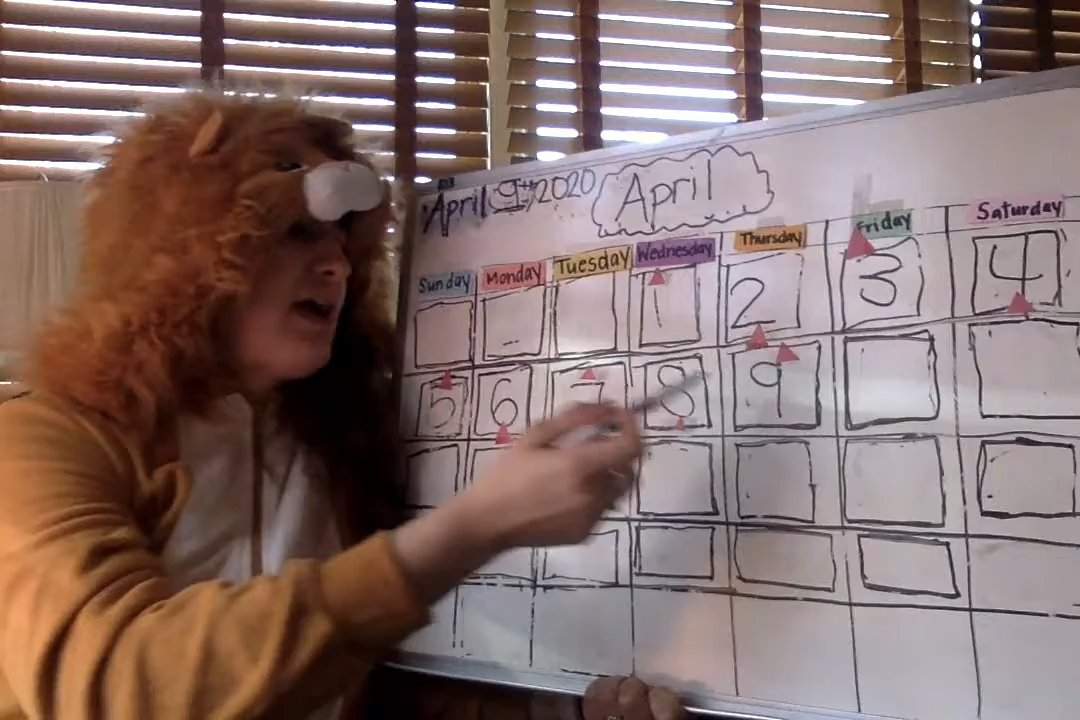 April 9th, 2020
April
Sunday Monday Tuesday Wednesday Thursday Friday Saturday
1 2 3 4
5 6 7 8 9